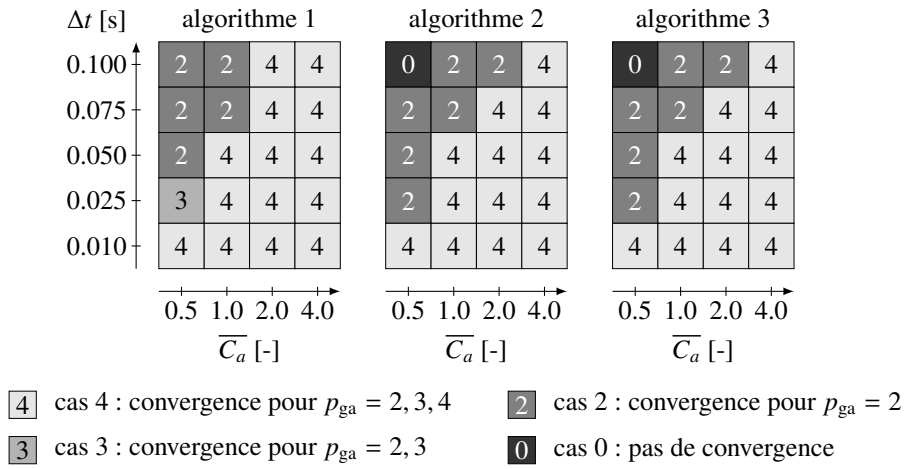 Δt [s] algorithme 1 algorithme 2 algorithme 3
0.100 2 2 4 4 0 2 2 4 0 2 2 4
0.075 2 2 4 4 2 2 4 4 2 2 4 4
0.050 2 4 4 4 2 4 4 4 2 4 4 4
0.025 3 4 4 4 2 4 4 4 2 4 4 4
0.010 4 4 4 4 4 4 4 4 4 4 4 4
0.5 1.0 2.0 4.0 0.5 1.0 2.0 4.0 0.5 1.0 2.0 4.0
C̅a̅ [-] C̅a̅ [-] C̅a̅ [-]
4 cas 4 : convergence pour pga = 2, 3, 4 2 cas 2 : convergence pour pga = 2
3 cas 3 : convergence pour pga = 2, 3 0 cas 0 : pas de convergence